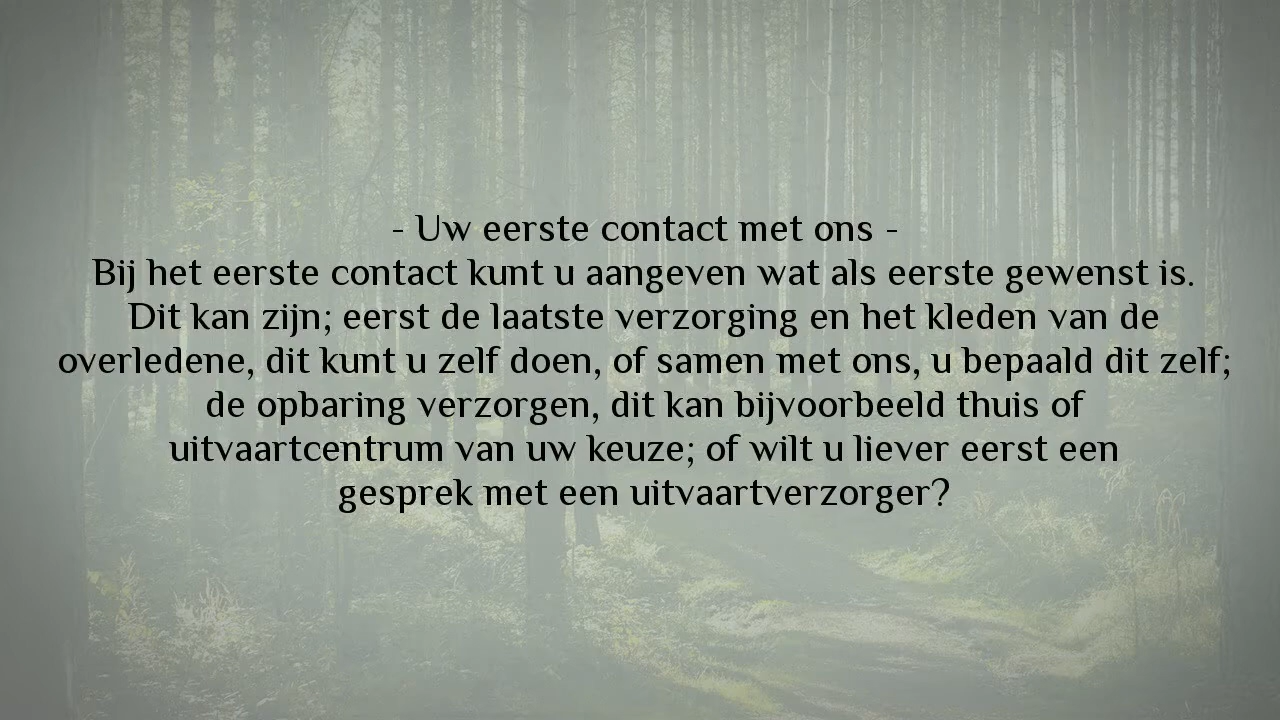 - Uw eerste contact met ons -
Bij het eerste contact kunt u aangeven wat als eerste gewenst is.
Dit kan zijn; eerst de laatste verzorging en het kleden van de
overledene, dit kunt u zelf doen, of samen met ons, u bepaald dit zelf;
de opbaring verzorgen, dit kan bijvoorbeeld thuis of
uitvaartcentrum van uw keuze; of wilt u liever eerst een
gesprek met een uitvaartverzorger?